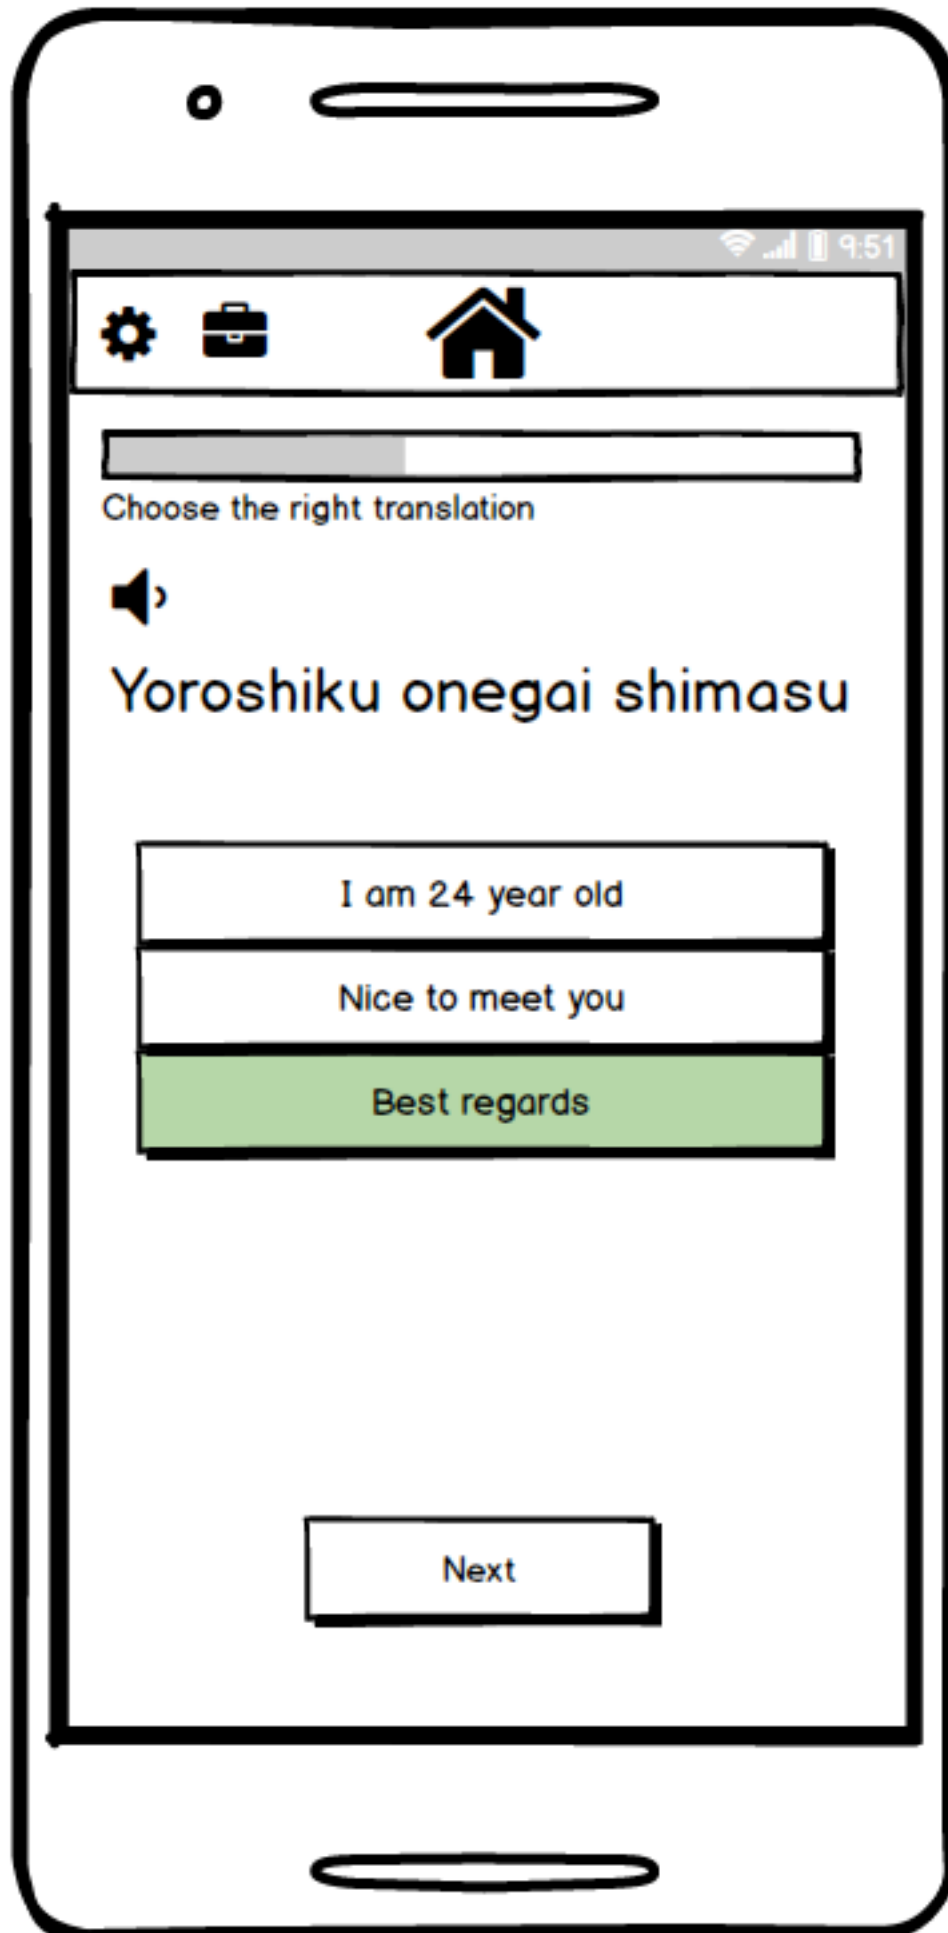 9:51
Choose the right translation
Yoroshiku onegai shimasu
I am 24 year old
Nice to meet you
Best regards
Next